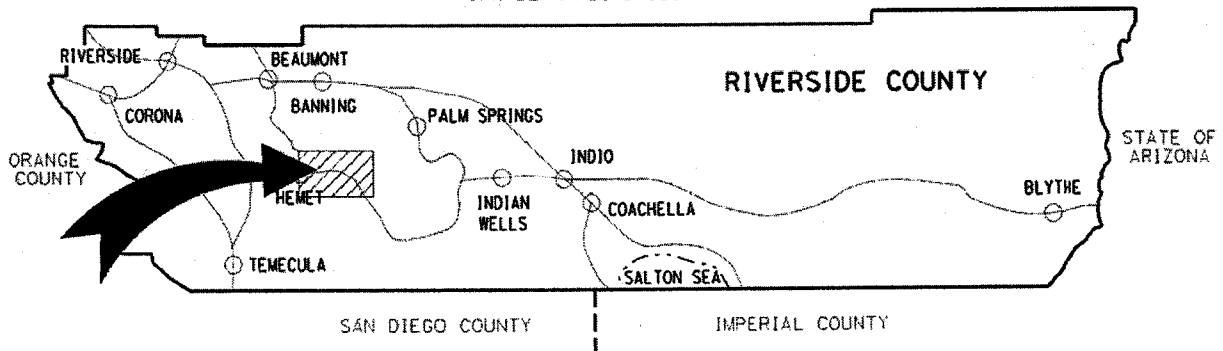 RIVERSIDE
BEAUMONT
RIVERSIDE COUNTY
CORONA
BANNING
PALM SPRINGS
STATE OF
ARIZONA
ORANGE
COUNTY
INDIO
HEMET
INDIAN
WELLS
COACHELLA
BLYTHE
TEMECULA
SALTON SEA
SAN DIEGO COUNTY
IMPERIAL COUNTY